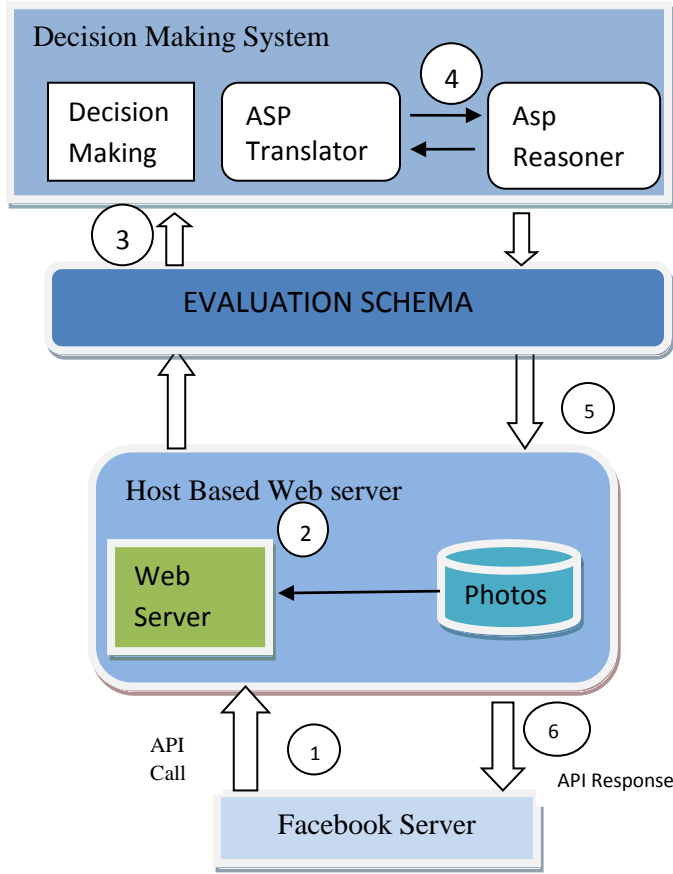 Decision Making System
4
Decision
Making
ASP
Translator
Asp
Reasoner
3
EVALUATION SCHEMA
5
Host Based Web server
2
Web
Server
Photos
API
Call
1
6
API Response
Facebook Server